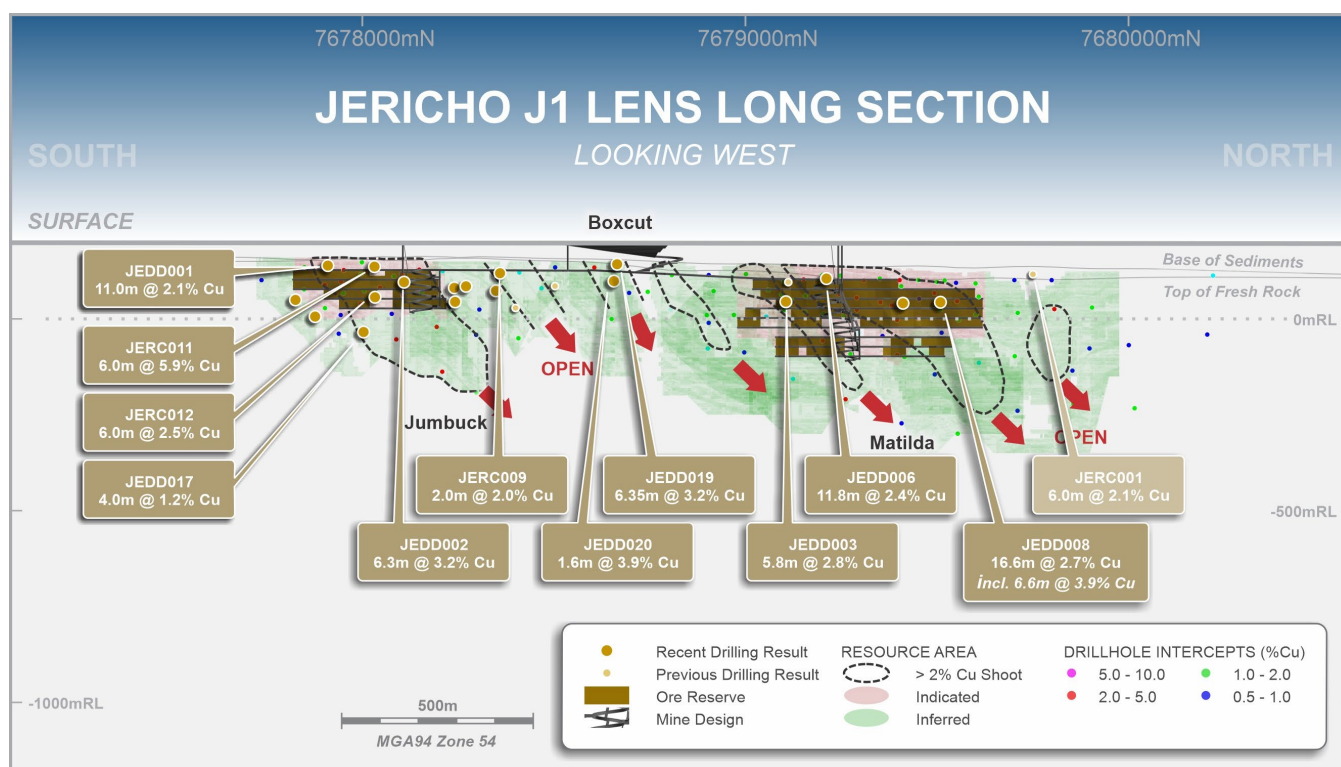 7678000mN
7679000mN
7680000mN
JERICHO J1 LENS LONG SECTION
LOOKING WEST
SOUTH
NORTH
SURFACE
Boxcut
Base of Sediments
Top of Fresh Rock
0mRL
JEDD001
11.0m @ 2.1% Cu
JERC011
6.0m @ 5.9% Cu
JERC012
6.0m @ 2.5% Cu
JEDD017
4.0m @ 1.2% Cu
OPEN
Jumbuck
Matilda
OPEN
JERC009
2.0m @ 2.0% Cu
JEDD019
6.35m @ 3.2% Cu
JEDD006
11.8m @ 2.4% Cu
JERC001
6.0m @ 2.1% Cu
-500mRL
JEDD002
6.3m @ 3.2% Cu
JEDD020
1.6m @ 3.9% Cu
JEDD003
5.8m @ 2.8% Cu
JEDD008
16.6m @ 2.7% Cu
incl. 6.6m @ 3.9% Cu
-1000mRL
500m
MGA94 Zone 54
Recent Drilling Result
Previous Drilling Result
Ore Reserve
Mine Design
RESOURCE AREA
> 2% Cu Shoot
Indicated
Inferred
DRILLHOLE INTERCEPTS (%Cu)
5.0 - 10.0
1.0 - 2.0
2.0 - 5.0
0.5 - 1.0